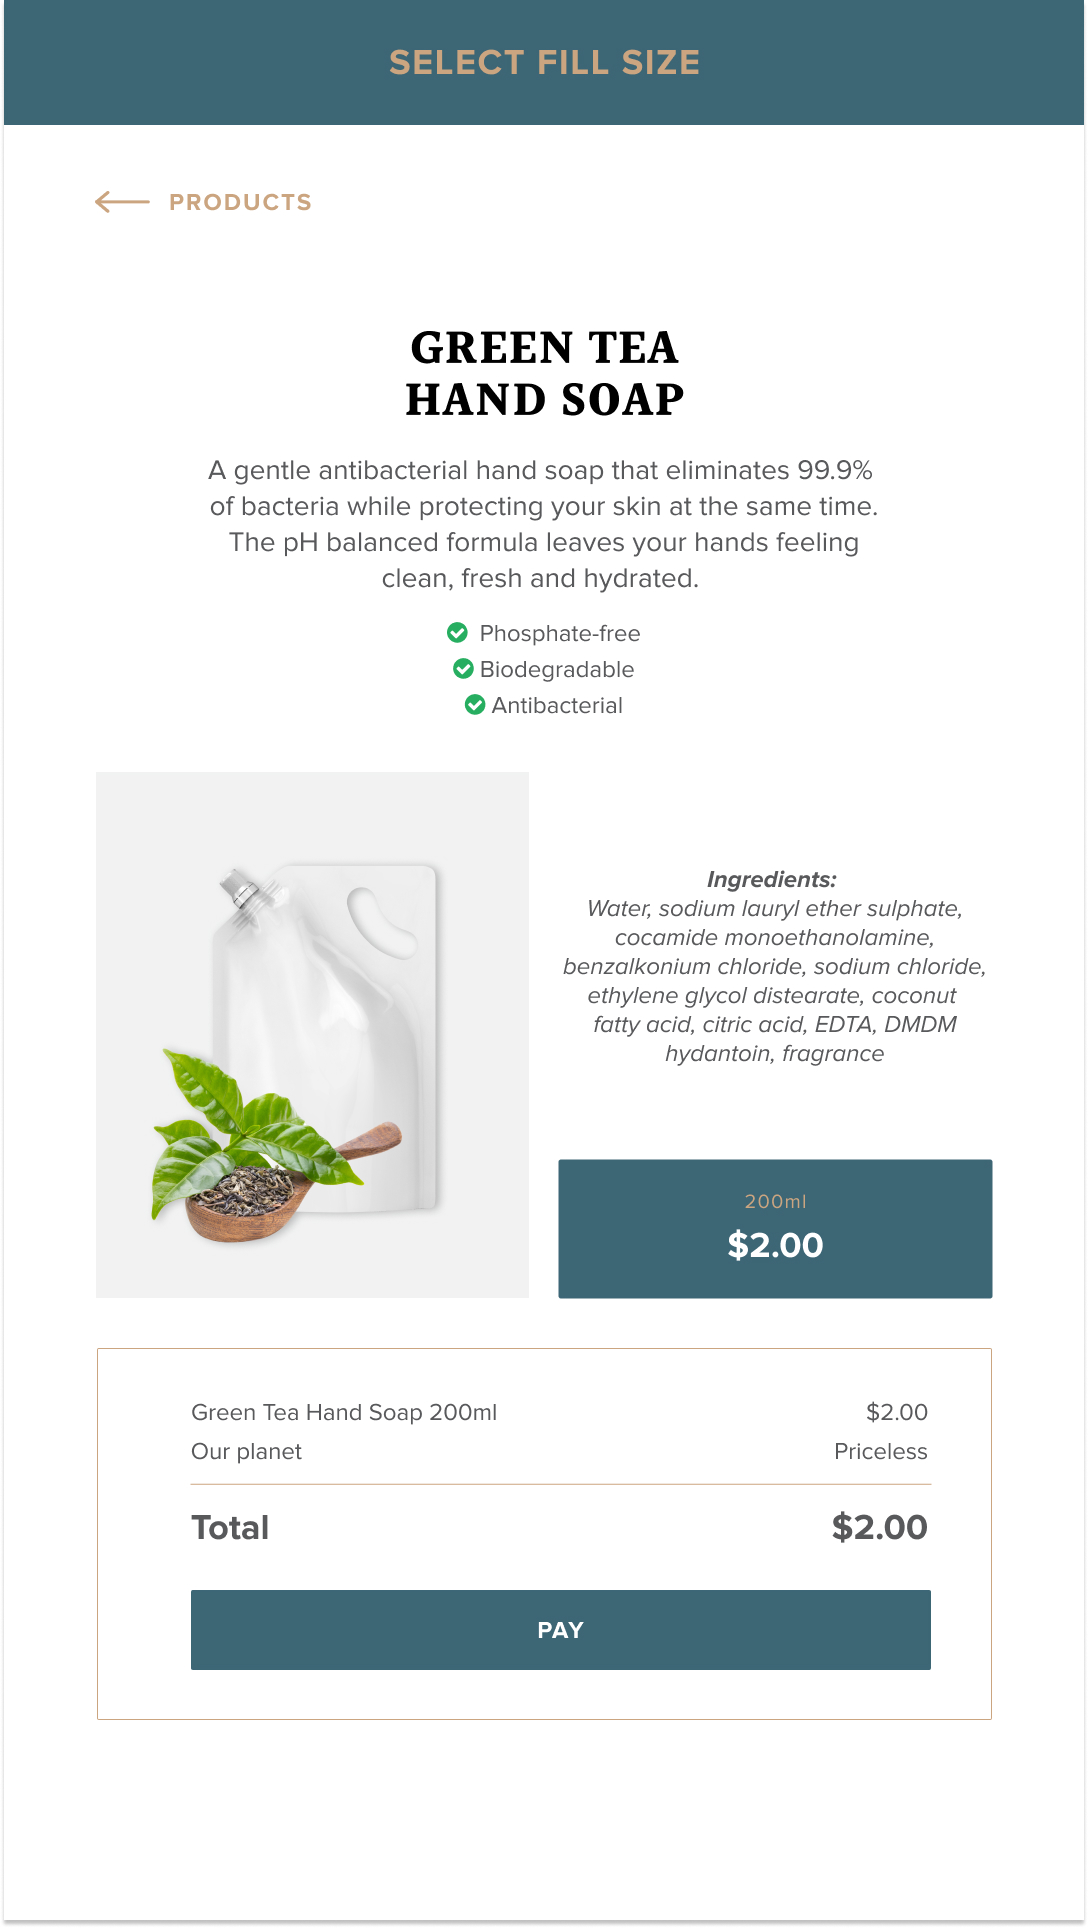 SELECT FILL SIZE
PRODUCTS
GREEN TEA
HAND SOAP
A gentle antibacterial hand soap that eliminates 99.9%
of bacteria while protecting your skin at the same time.
The pH balanced formula leaves your hands feeling
clean, fresh and hydrated.
Phosphate-free
Biodegradable
Antibacterial
Ingredients:
Water, sodium lauryl ether sulphate,
cocamide monoethanolamine,
benzalkonium chloride, sodium chloride,
ethylene glycol distearate, coconut
fatty acid, citric acid, EDTA, DMDM
hydantoin, fragrance
200ml
$2.00
Green Tea Hand Soap 200ml $2.00
Our planet Priceless
Total $2.00
PAY